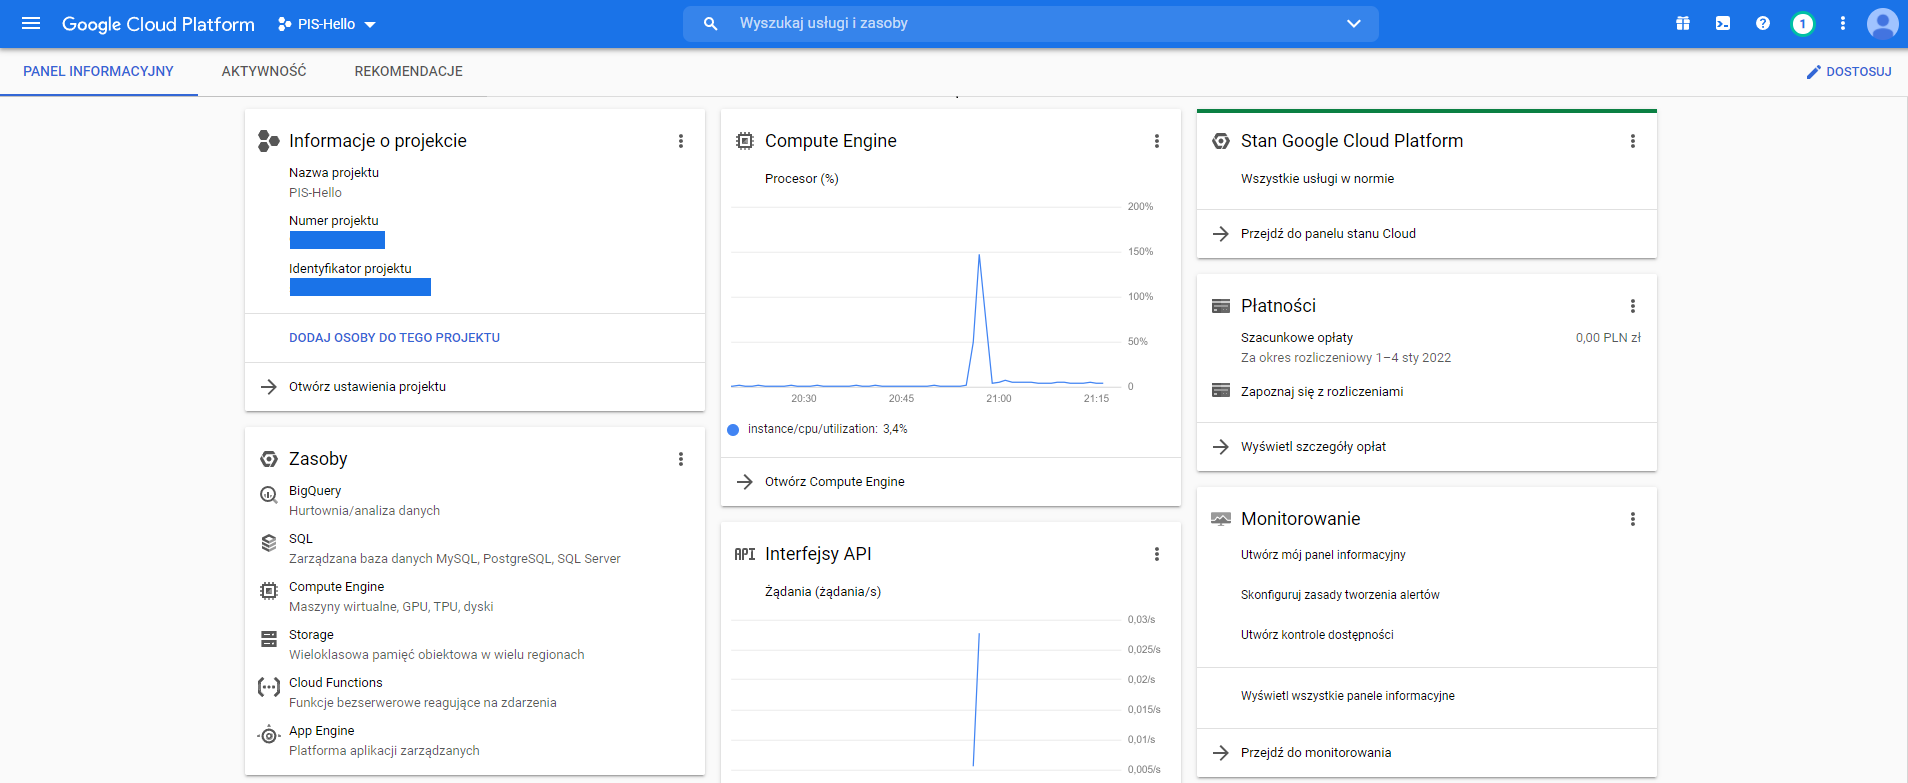 Google Cloud Platform
PIS-Hello
Wyszukaj usługi i zasoby
1
PANEL INFORMACYJNY
AKTYWNOŚĆ
REKOMENDACJE
DOSTOSUJ
Informacje o projekcie
Nazwa projektu
PIS-Hello
Numer projektu
Identyfikator projektu
DODAJ OSOBY DO TEGO PROJEKTU
Otwórz ustawienia projektu
Zasoby
BigQuery
Hurtownia/analiza danych
SQL
Zarządzana baza danych MySQL, PostgreSQL, SQL Server
Compute Engine
Maszyny wirtualne, GPU, TPU, dyski
Storage
Wieloklasowa pamięć obiektowa w wielu regionach
Cloud Functions
Funkcje bezserwerowe reagujące na zdarzenia
App Engine
Platforma aplikacji zarządzanych
Compute Engine
Procesor (%)
200%
150%
100%
50%
0
20:30
20:45
21:00
21:15
instance/cpu/utilization: 3,4%
Otwórz Compute Engine
API
Interfejsy API
Żądania (żądania/s)
0,03/s
0,025/s
0,02/s
0,015/s
0,01/s
0,005/s
Stan Google Cloud Platform
Wszystkie usługi w normie
Przejdź do panelu stanu Cloud
Płatności
Szacunkowe opłaty
0,00 PLN zł
Za okres rozliczeniowy 1–4 sty 2022
Zapoznaj się z rozliczeniami
Wyświetl szczegóły opłat
Monitorowanie
Utwórz mój panel informacyjny
Skonfiguruj zasady tworzenia alertów
Utwórz kontrole dostępności
Wyświetl wszystkie panele informacyjne
Przejdź do monitorowania